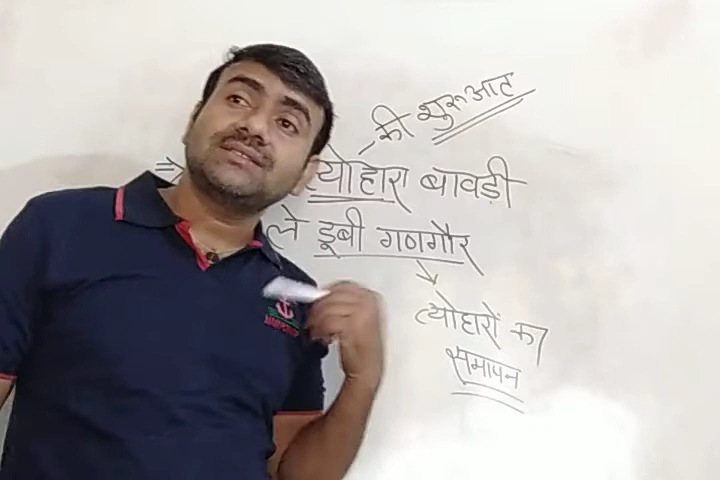 की शुरूआत
त्योहारा बावड़ी
ले डूबी गणगौर
त्योहारों का
समापन